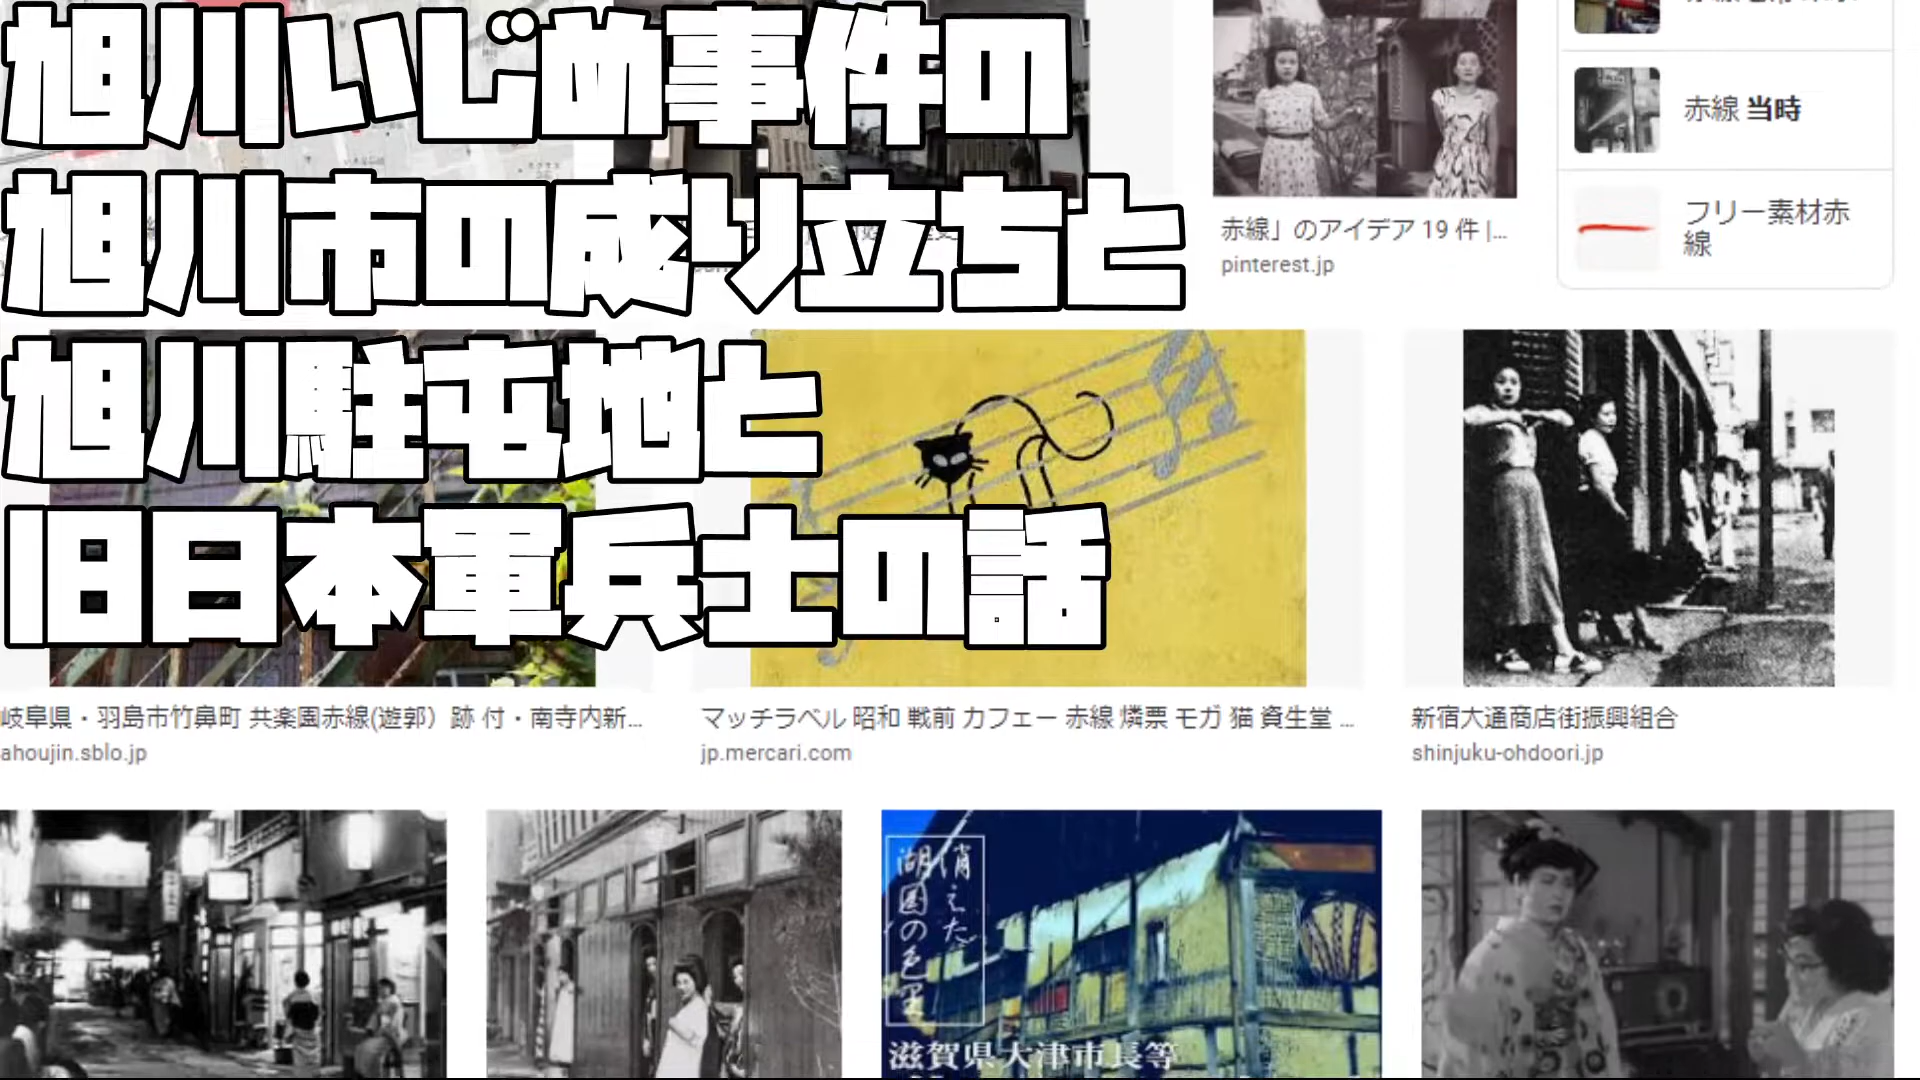 旭川いじめ事件の
旭川市の成り立ちと
旭川駐屯地と
旧日本軍兵士の話
赤線 当時
フリー素材赤
線
赤線」のアイデア 19 件 |...
pinterest.jp
岐阜県・羽島市竹鼻町 共楽園赤線(遊郭）跡 付・南寺内新...
ahoujin.sblo.jp
マッチラベル 昭和 戦前 カフェー 赤線 燐票 モガ 猫 資生堂 ...
jp.mercari.com
新宿大通商店街振興組合
shinjuku-ohdoori.jp
消えた
湖国の色里
滋賀県大津市長等